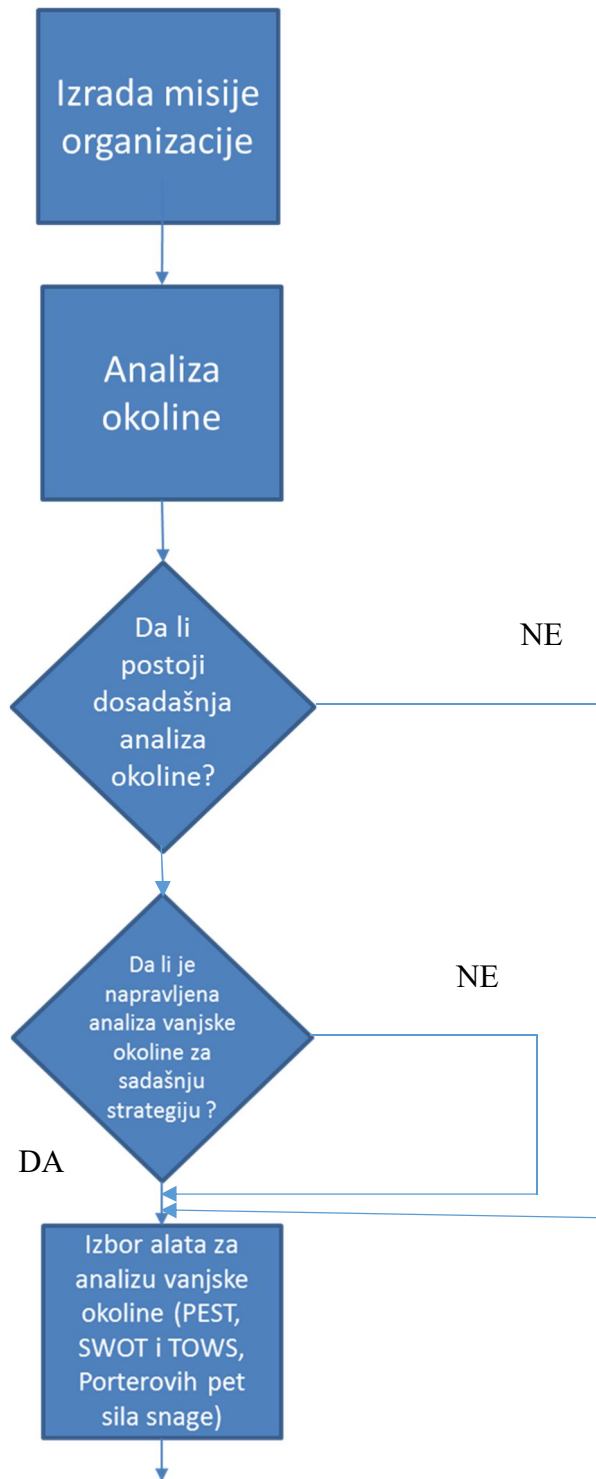 Izrada misije
organizacije
Analiza
okoline
Da li
postoji
dosadašnja
analiza
okoline?
NE
Da li je
napravljena
analiza vanjske
okoline za
sadašnju
strategiju ?
NE
DA
Izbor alata za
analizu vanjske
okoline (PEST,
SWOT i TOWS,
Porterovih pet
sila snage)